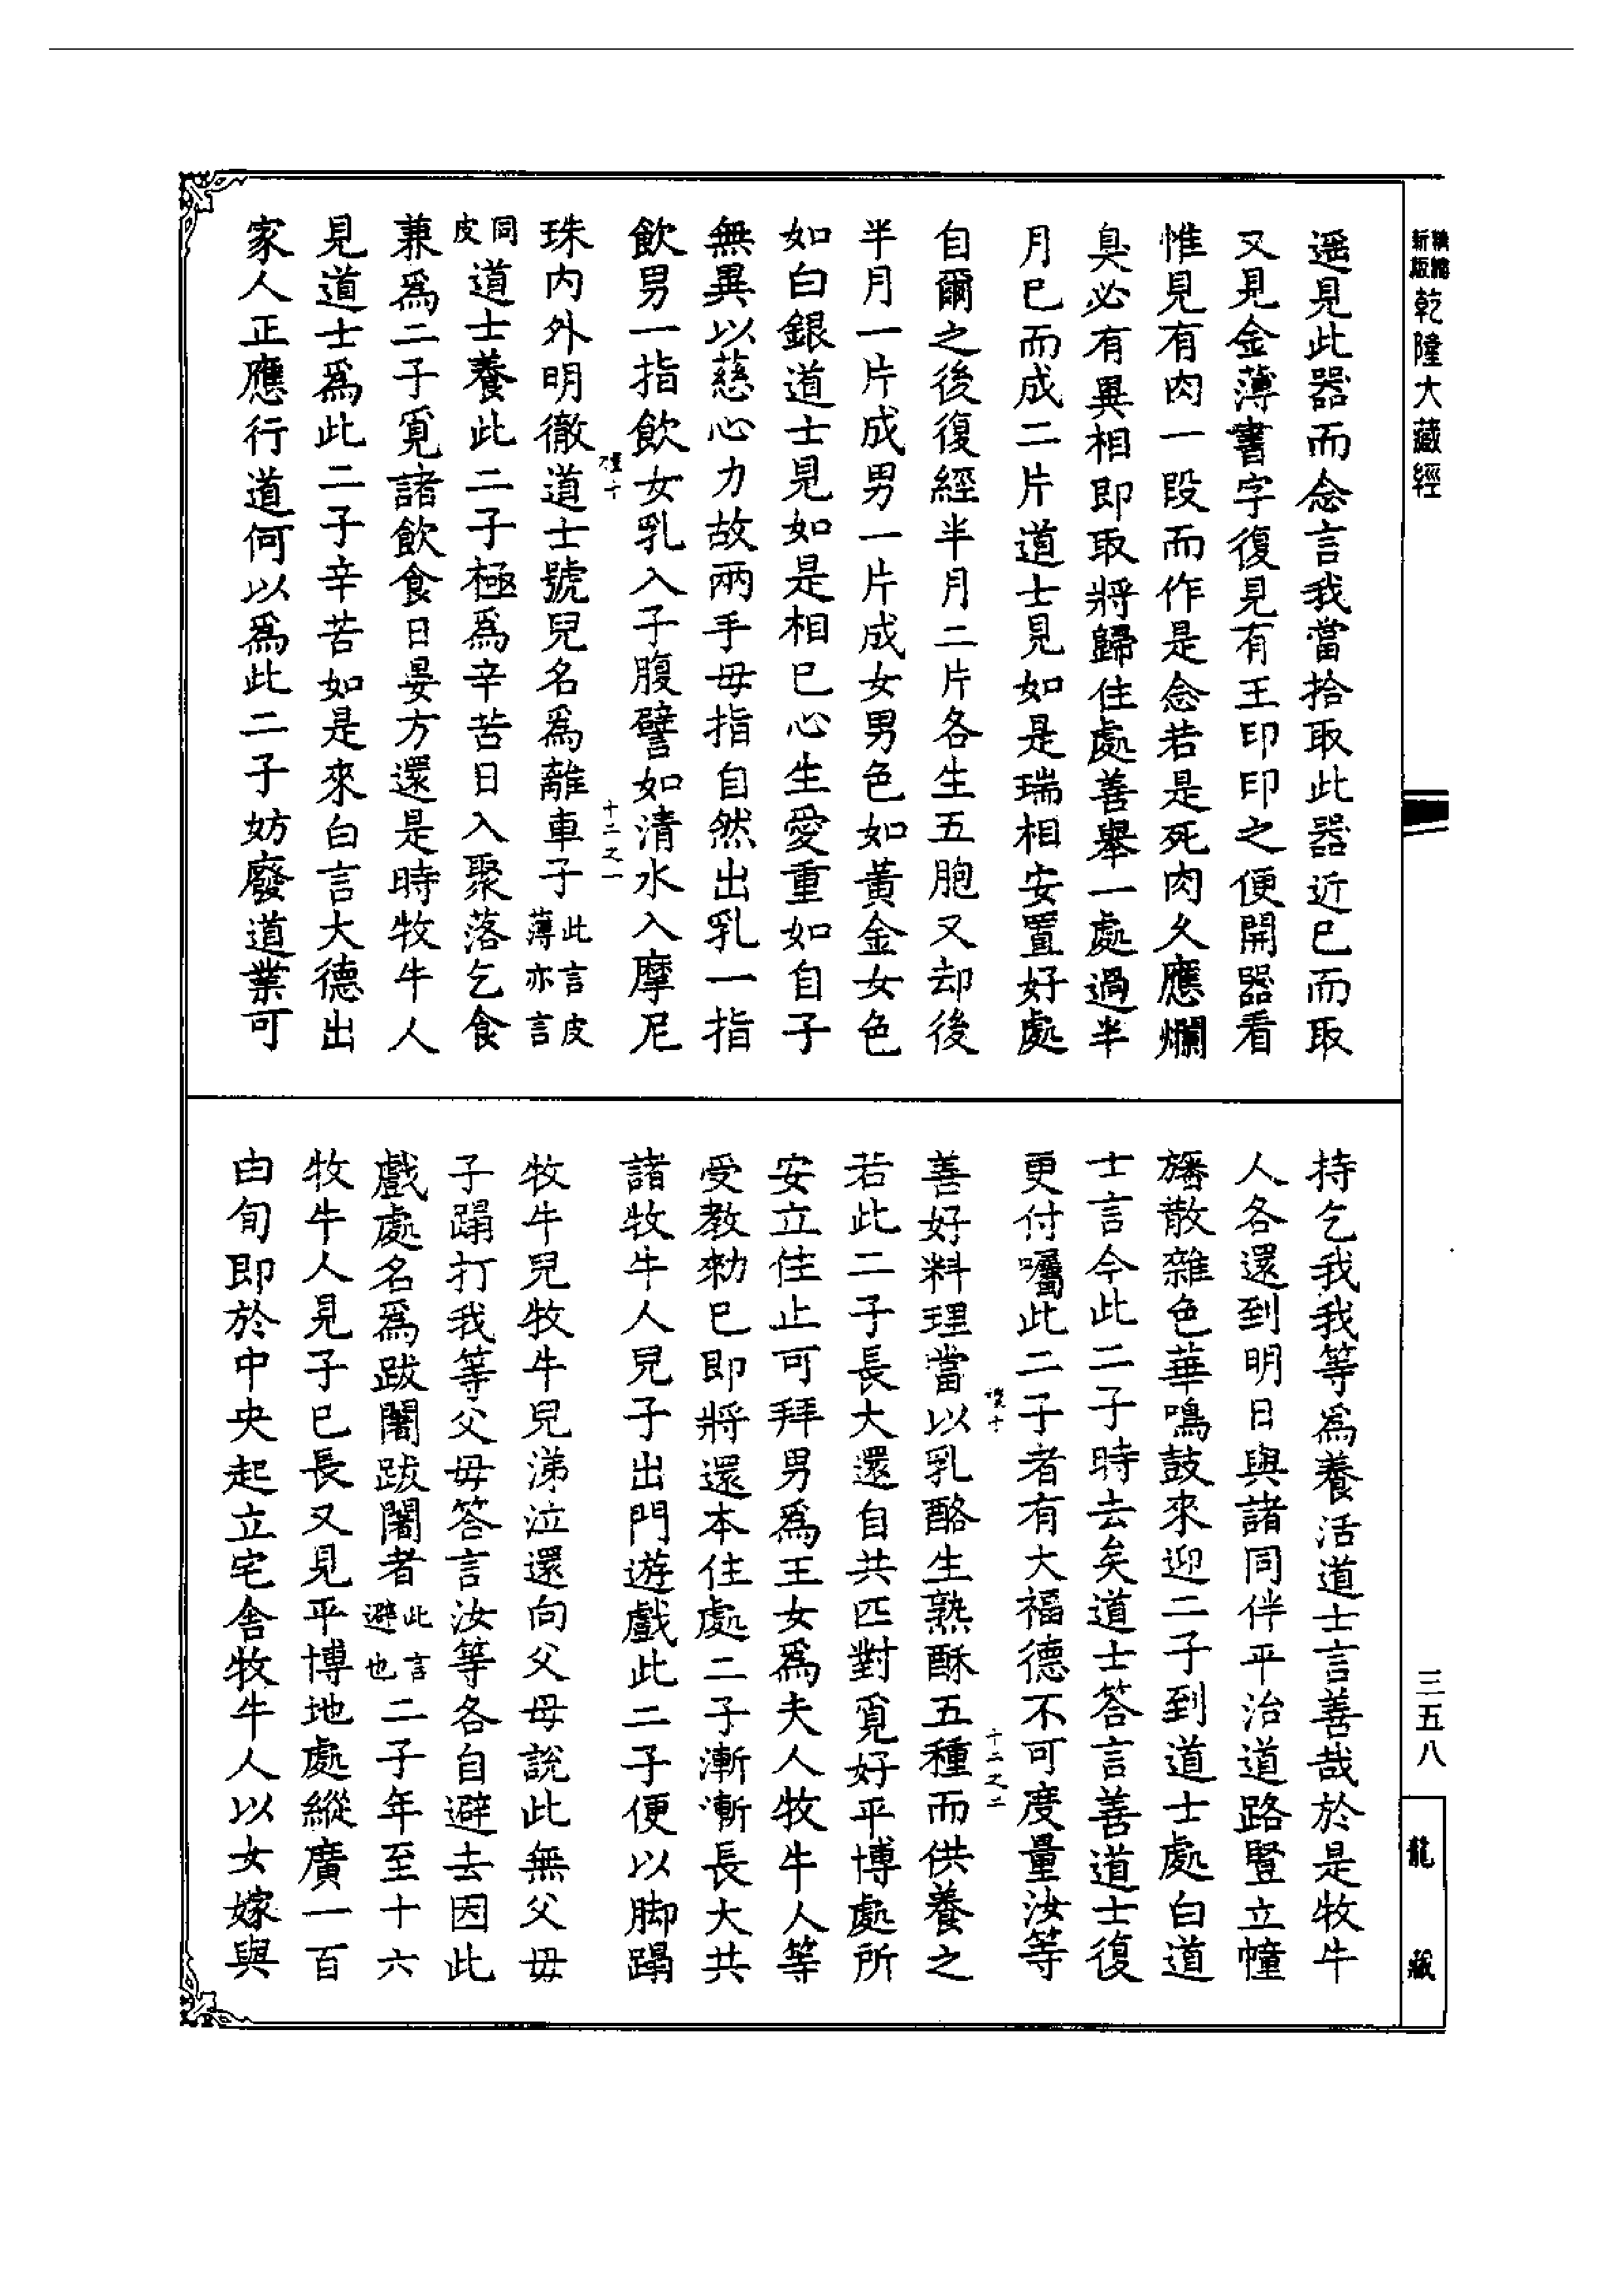 乾隆大藏經
遥見此器而念言我當拾取此器近已而取
又見金薄書字復見有王印印之便開器看
惟見有肉一段而作是念若是死肉久應爛
臭必有異相即取將歸住處善舉一處過半
月已而成二片道士見如是瑞相安置好處
自爾之後復經半月二片各生五胞又却後
半月一片成男一片成女男色如黃金女色
如白銀道士見如是相已心生愛重如自子
無異以慈心力故兩手母指自然出乳一指
飲男一指飲女乳入子腹譬如清水入摩尼
十二之一
珠内外明徹道士號兒名爲離車子此言皮薄亦言
同皮道士養此二子極爲辛苦日入聚落乞食
兼爲二子覓諸飲食日晏方還是時牧牛人
見道士爲此二子辛苦如是來白言大德出
家人正應行道何以爲此二子妨廢道業可
持乞我我等爲養活道士言善哉於是牧牛
人各還到明日與諸同伴平治道路豎立幢
旛散雜色華鳴鼓來迎二子到道士處白道
士言今此二子時去矣道士答言善道士復
更付囑此二子者有大福德不可度量汝等
十二之二
善好料理當以乳酪生熟酥五種而供養之
若此二子長大還自共匹對覓好平博處所
安立住止可拜男爲王女爲夫人牧牛人等
受教勅已即將還本住處二子漸漸長大共
諸牧牛人兒子出門遊戲此二子便以脚蹋
牧牛兒牧牛兒涕泣還向父母説此無父母
子蹋打我等父母答言汝等各自避去因此
戲處名爲跋闍跋闍者此言避也二子年至十六
牧牛人見子已長又見平博地處縱廣一百
由旬即於中央起立宅舍牧牛人以女嫁與
三五八
龍藏